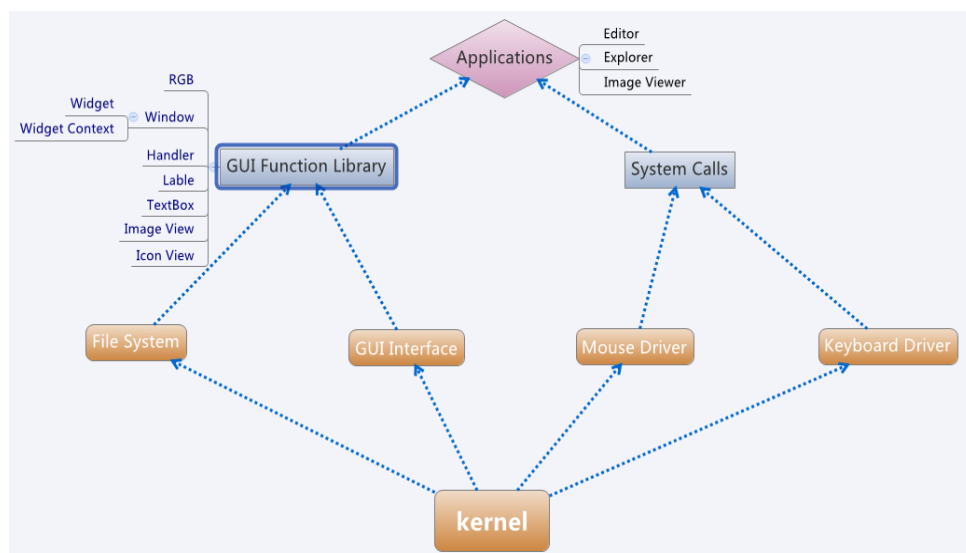 Editor
Applications
Explorer
Image Viewer
RGB
Widget
Window
Widget Context
Handler
GUI Function Library
System Calls
Lable
TextBox
Image View
Icon View
File System
GUI Interface
Mouse Driver
Keyboard Driver
kernel